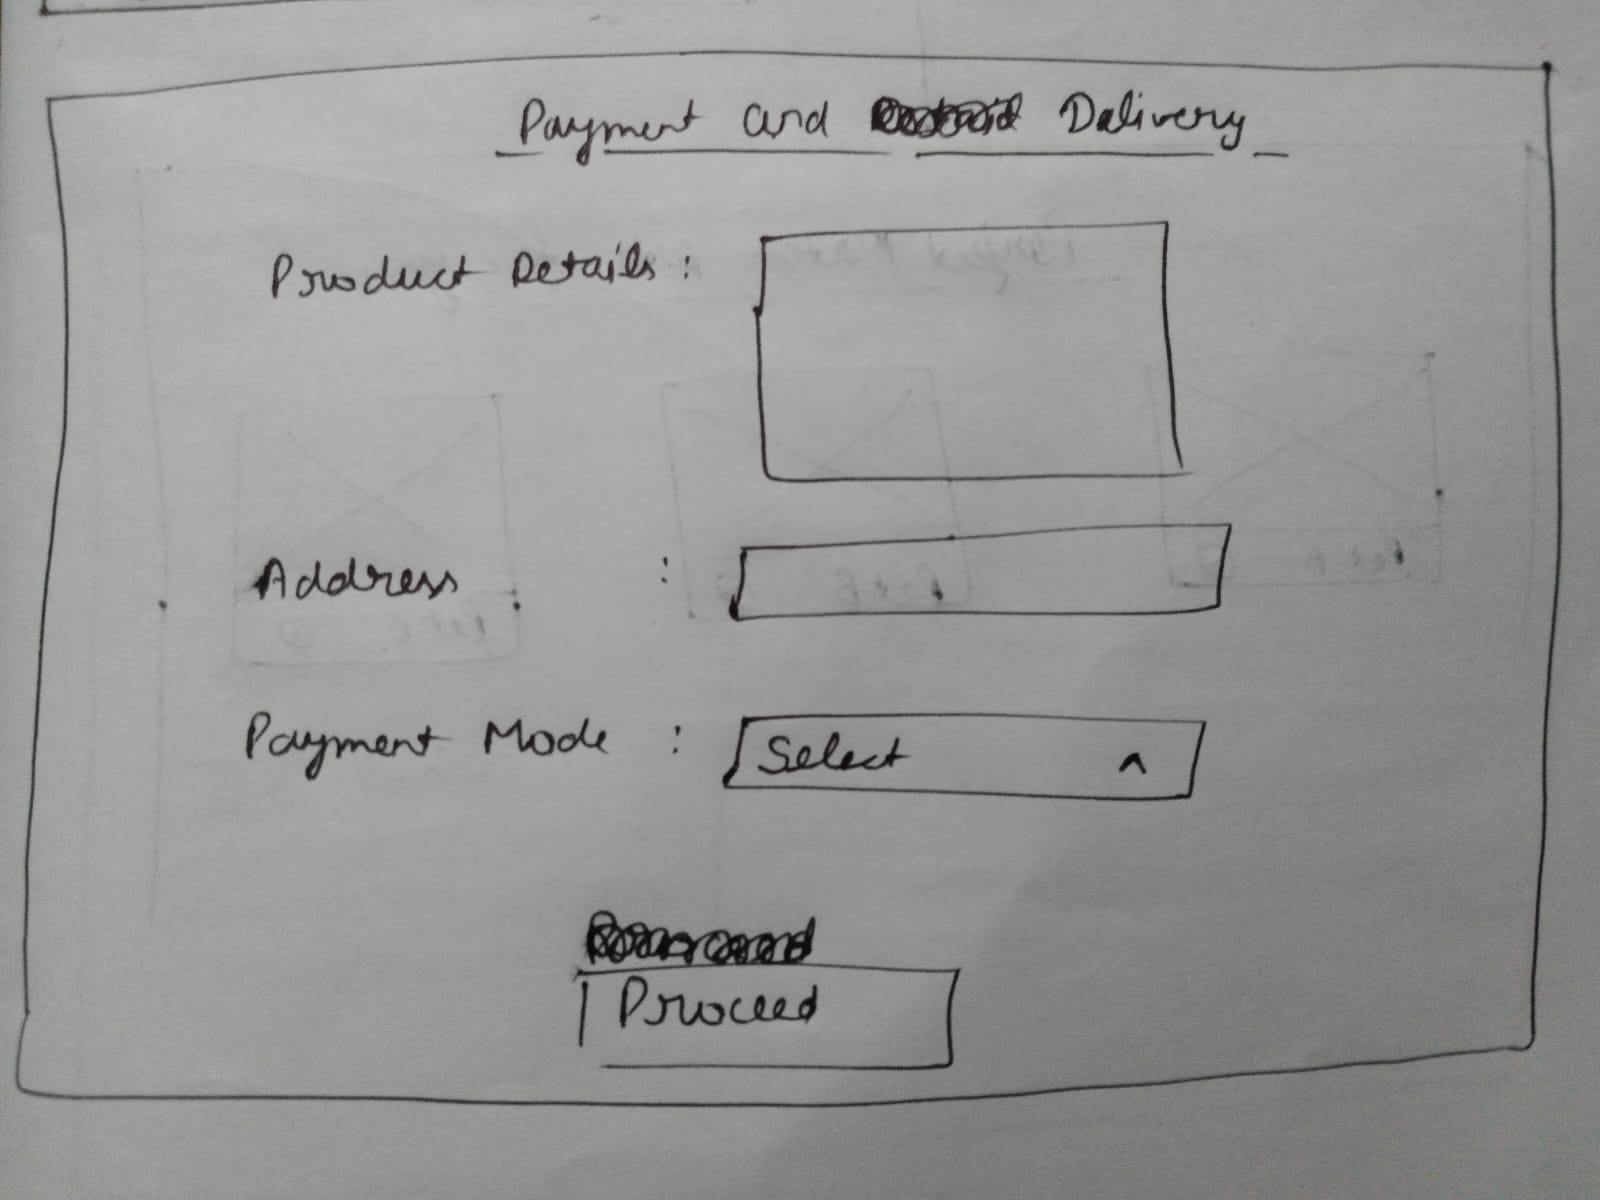 Payment and Delivery
Product Details :
Address :
Payment Mode : Select ^
Proceed